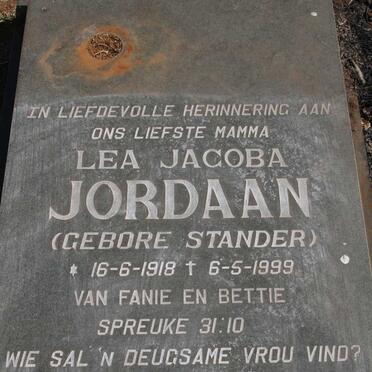 IN LIEFDEVOLLE HERINNERING AAN
ONS LIEFSTE MAMMA
LEA JACOBA
JORDAAN
(GEBORE STANDER)
* 16-6-1918 † 6-5-1999
VAN FANIE EN BETTIE
SPREUKE 31:10
WIE SAL 'N DEUGSAME VROU VIND?